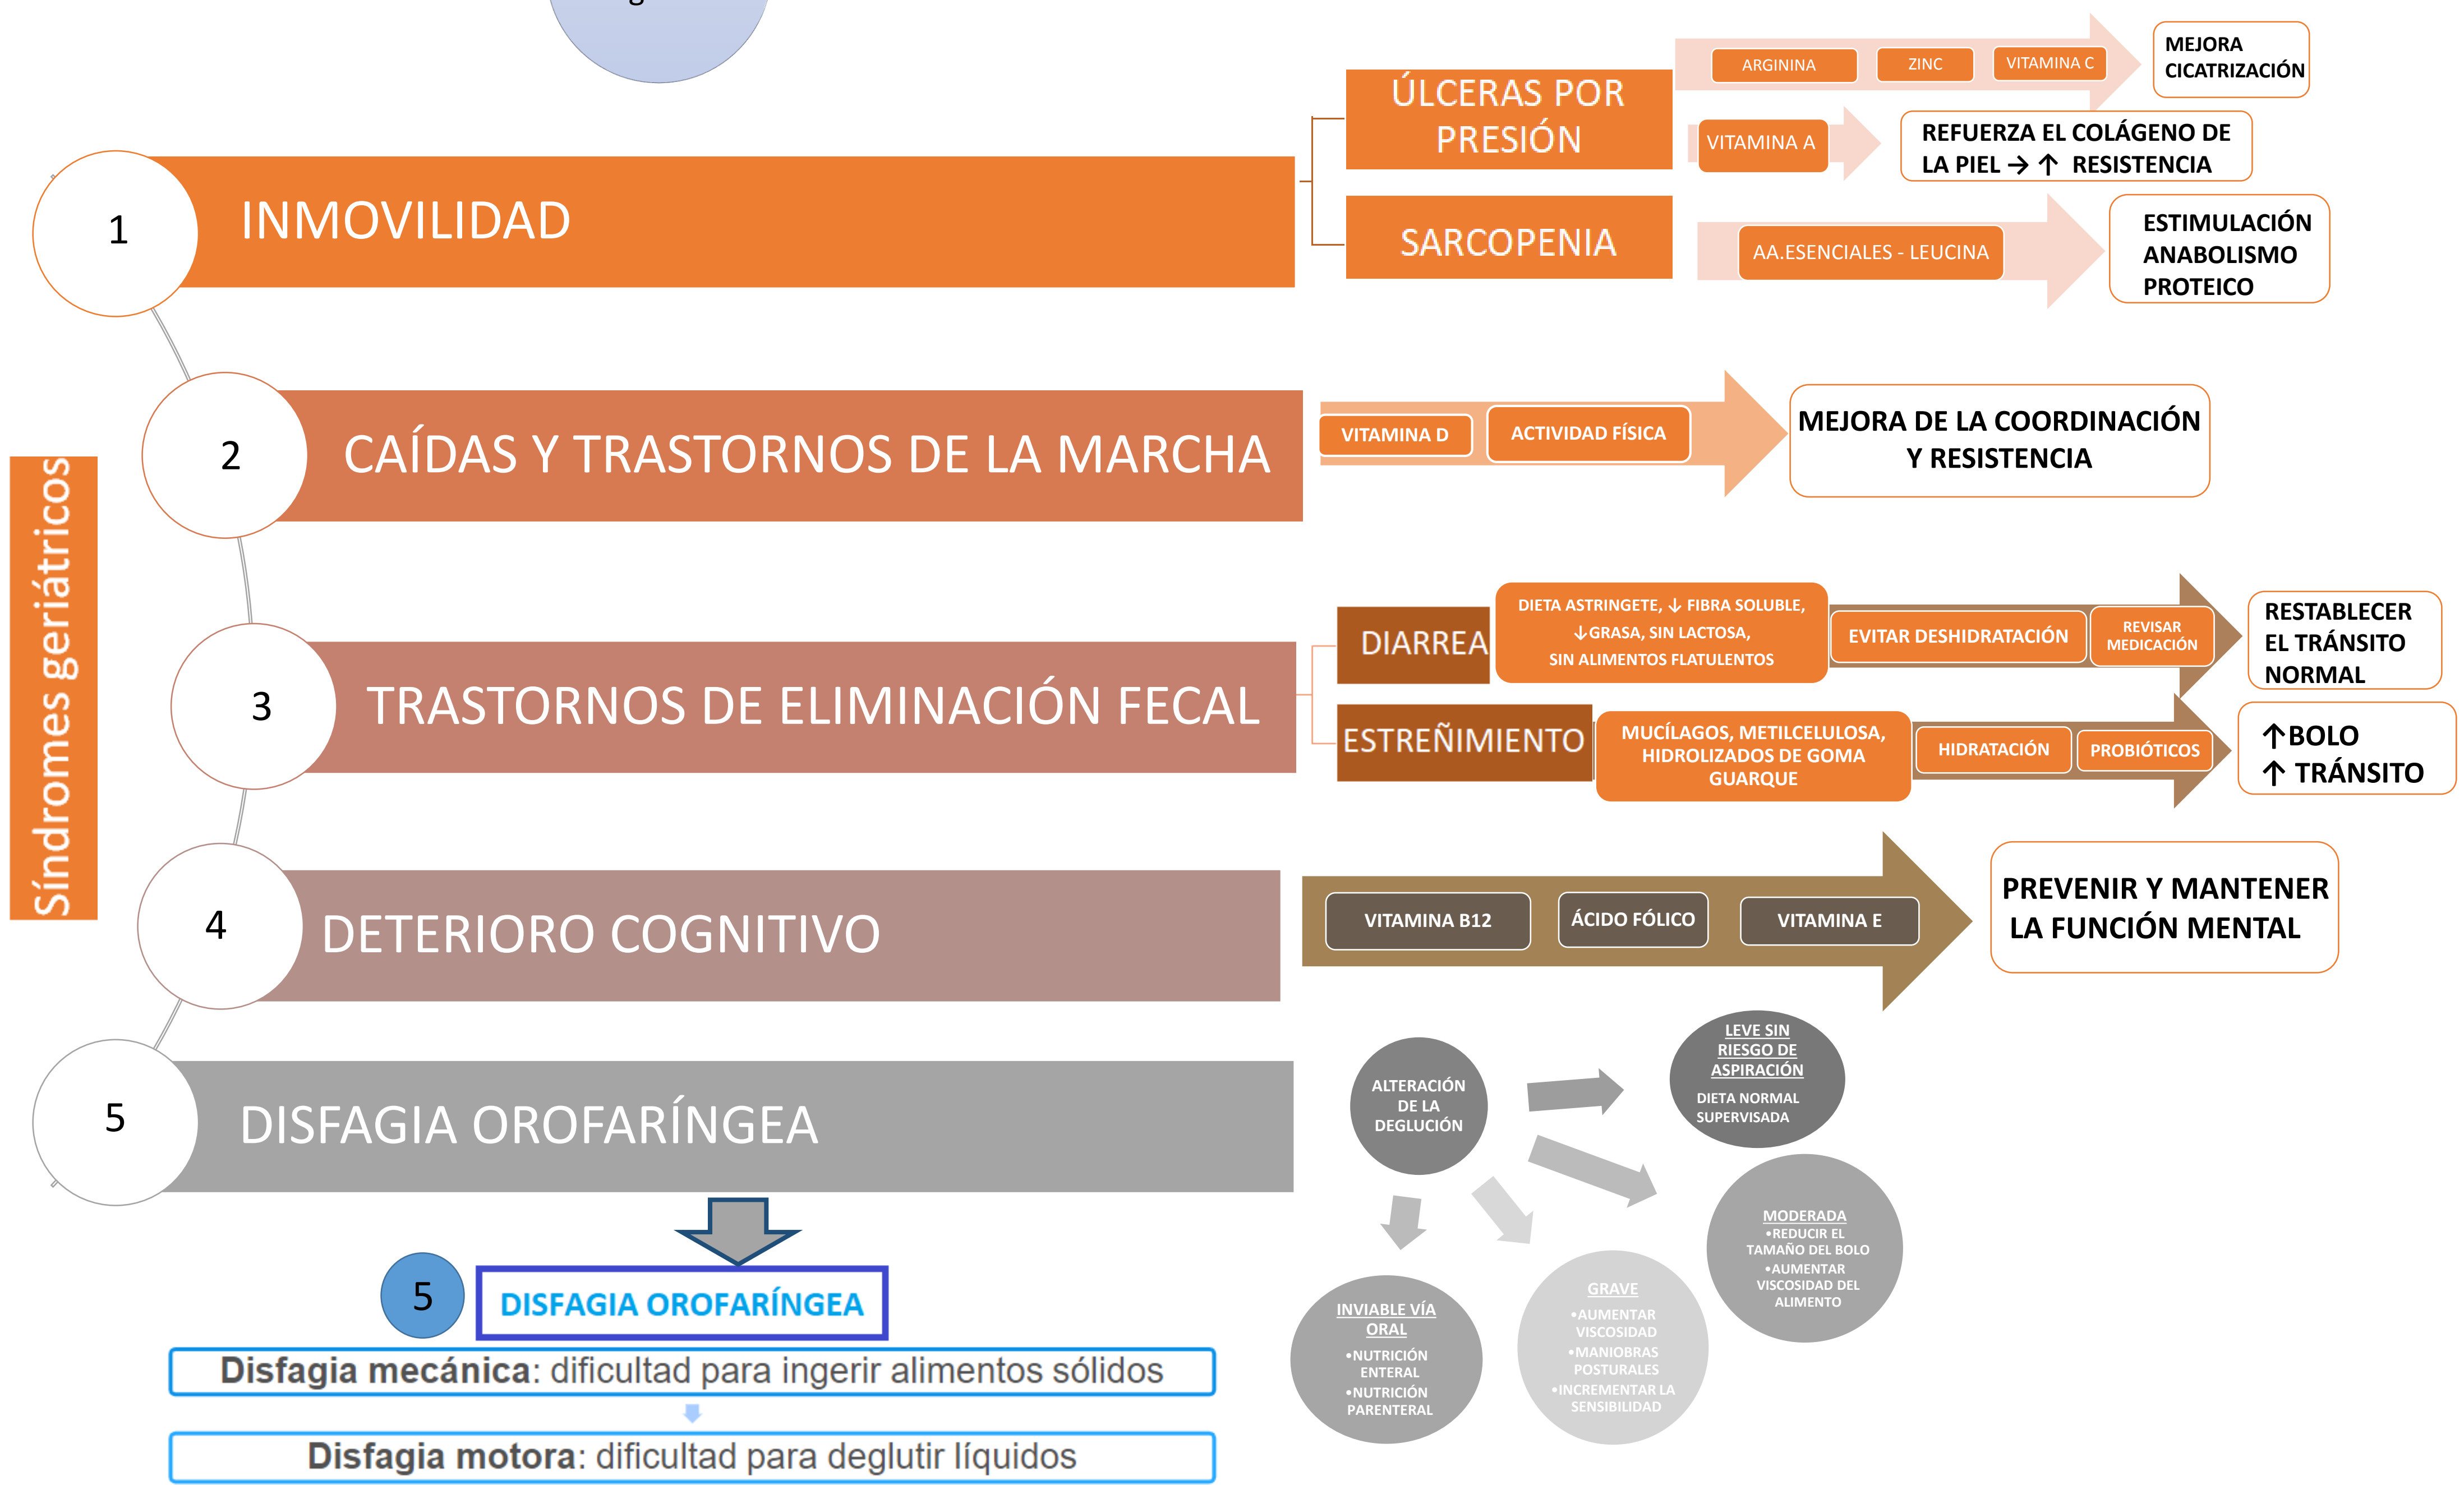 Síndromes geriátricos
1
INMOVILIDAD
ÚLCERAS POR
PRESIÓN
ARGININA
ZINC
VITAMINA C
MEJORA
CICATRIZACIÓN
VITAMINA A
REFUERZA EL COLÁGENO DE
LA PIEL → ↑ RESISTENCIA
SARCOPENIA
AA.ESENCIALES - LEUCINA
ESTIMULACIÓN
ANABOLISMO
PROTEICO
2
CAÍDAS Y TRASTORNOS DE LA MARCHA
VITAMINA D
ACTIVIDAD FÍSICA
MEJORA DE LA COORDINACIÓN
Y RESISTENCIA
3
TRASTORNOS DE ELIMINACIÓN FECAL
DIARREA
DIETA ASTRINGETE, ↓ FIBRA SOLUBLE,
↓GRASA, SIN LACTOSA,
SIN ALIMENTOS FLATULENTOS
EVITAR DESHIDRATACIÓN
REVISAR
MEDICACIÓN
RESTABLECER
EL TRÁNSITO
NORMAL
ESTREÑIMIENTO
MUCÍLAGOS, METILCELULOSA,
HIDROLIZADOS DE GOMA
GUARQUE
HIDRATACIÓN
PROBIÓTICOS
↑BOLO
↑ TRÁNSITO
4
DETERIORO COGNITIVO
VITAMINA B12
ÁCIDO FÓLICO
VITAMINA E
PREVENIR Y MANTENER
LA FUNCIÓN MENTAL
5
DISFAGIA OROFARÍNGEA
ALTERACIÓN
DE LA
DEGLUCIÓN
LEVE SIN
RIESGO DE
ASPIRACIÓN
DIETA NORMAL
SUPERVISADA
MODERADA
•REDUCIR EL
TAMAÑO DEL BOLO
•AUMENTAR
VISCOSIDAD DEL
ALIMENTO
GRAVE
•AUMENTAR
VISCOSIDAD
•MANIOBRAS
POSTURALES
•INCREMENTAR LA
SENSIBILIDAD
INVIABLE VÍA
ORAL
•NUTRICIÓN
ENTERAL
•NUTRICIÓN
PARENTERAL
5
DISFAGIA OROFARÍNGEA
Disfagia mecánica: dificultad para ingerir alimentos sólidos
Disfagia motora: dificultad para deglutir líquidos